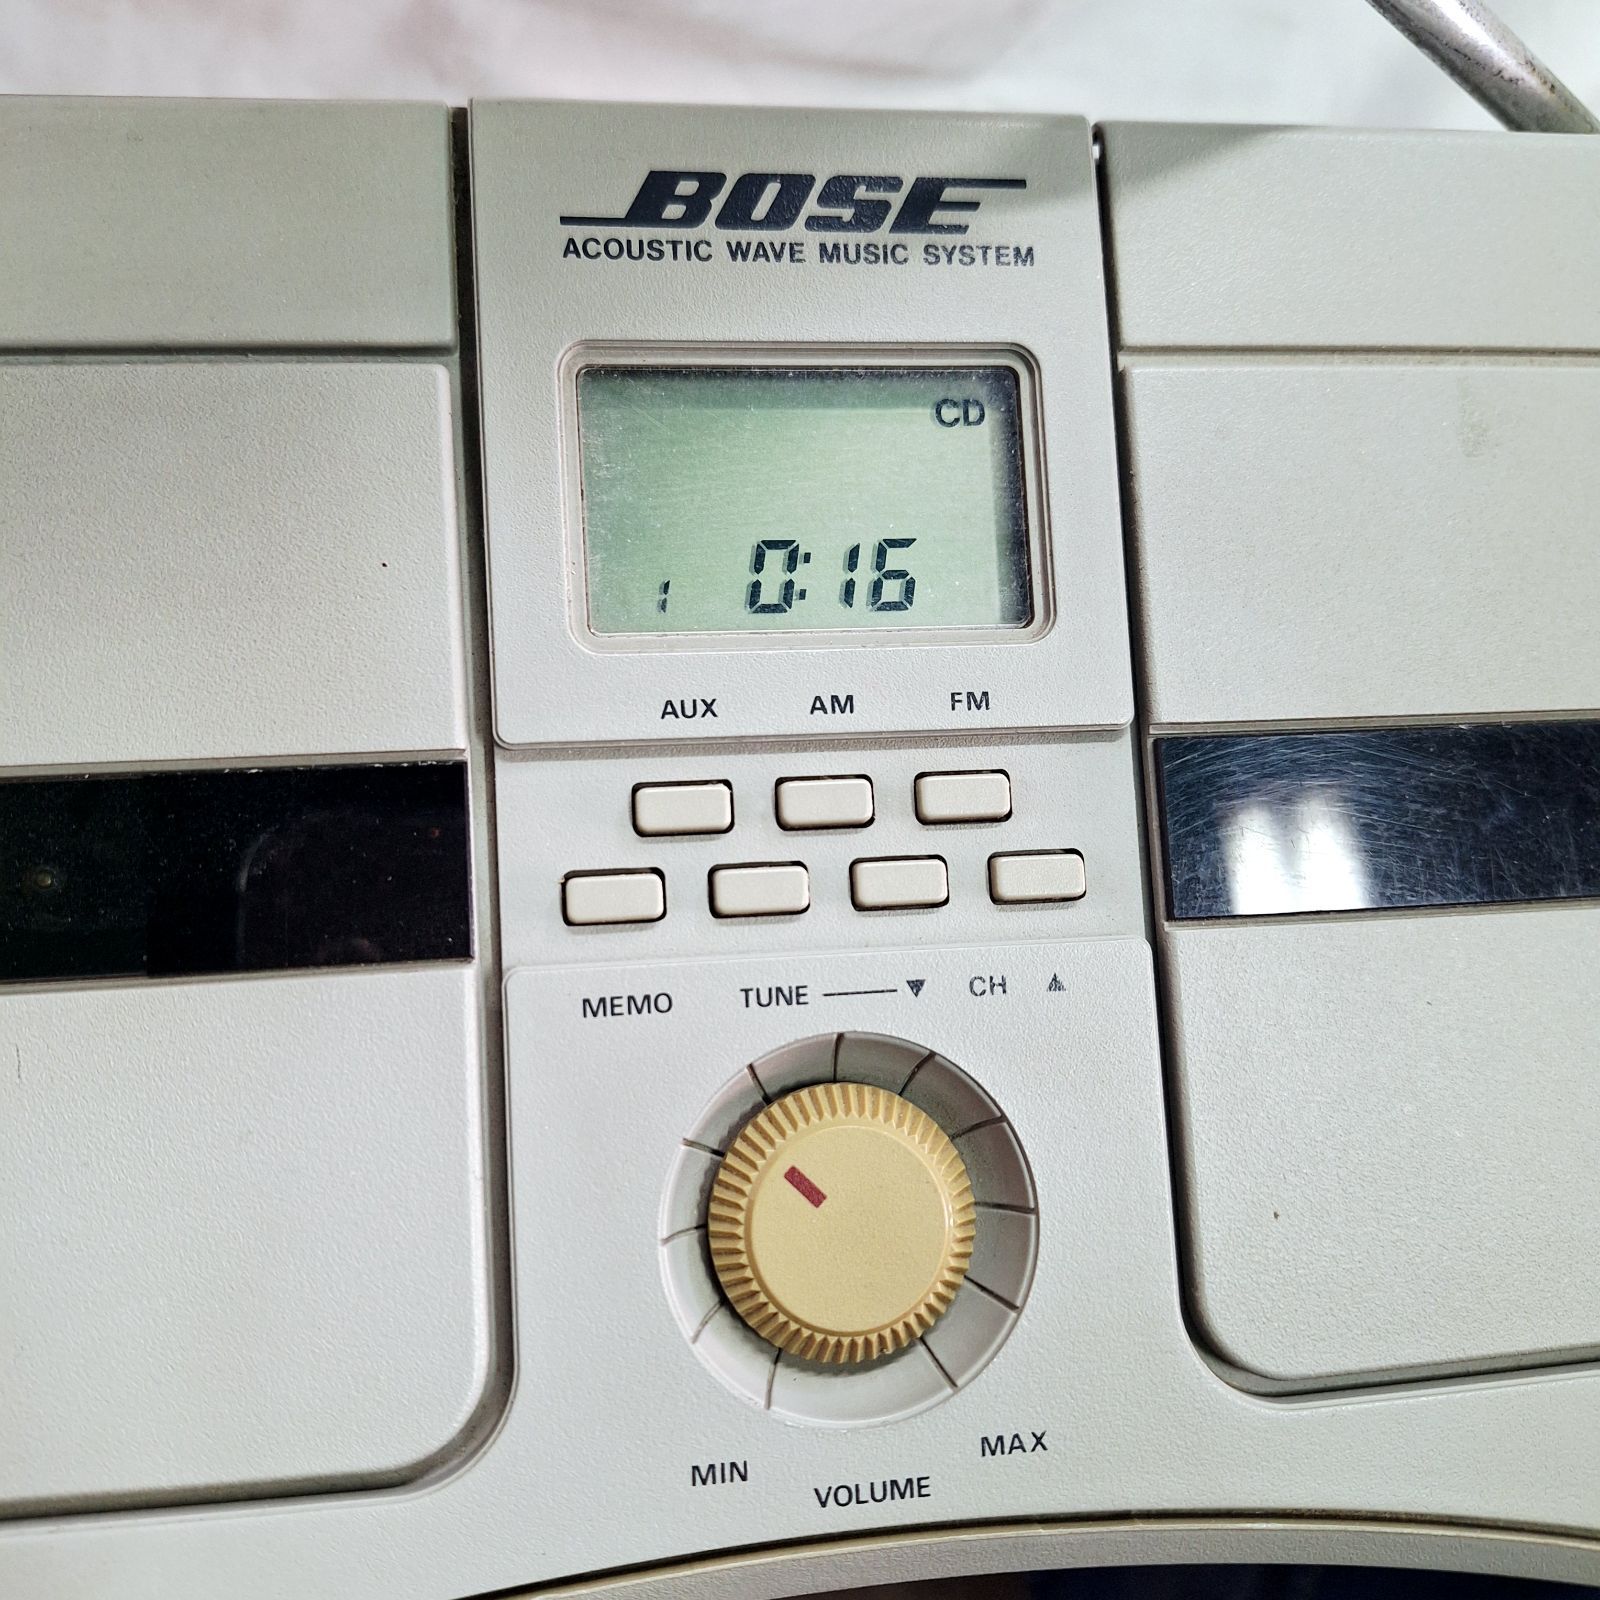 BOSE
ACOUSTIC WAVE MUSIC SYSTEM
CD
1 0:16
AUX AM FM
MEMO TUNE ▼ CH ▲
MIN MAX
VOLUME